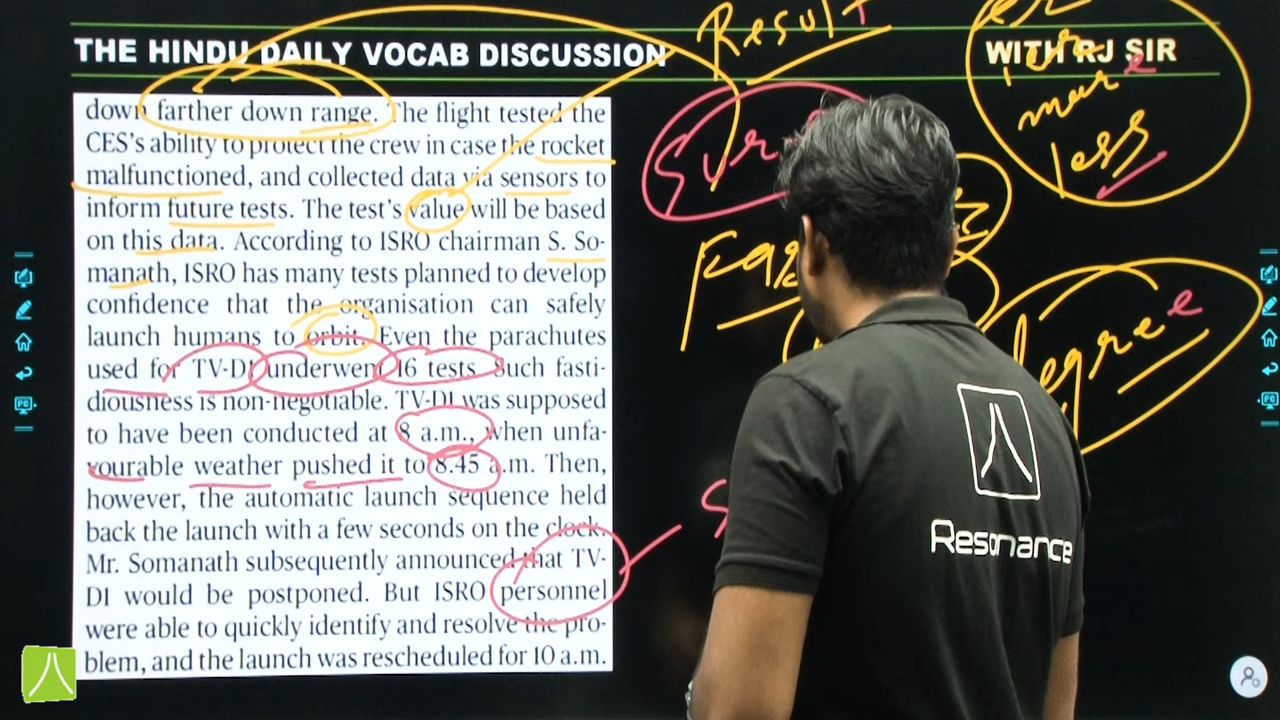 THE HINDU DAILY VOCAB DISCUSSION
WITH RJ SIR
down farther down range. The flight tested the
CES's ability to protect the crew in case the rocket
malfunctioned, and collected data via sensors to
inform future tests. The test's value will be based
on this data. According to ISRO chairman S. So-
manath, ISRO has many tests planned to develop
confidence that the organisation can safely
launch humans to orbit. Even the parachutes
used for TV-D1 underwent 16 tests. Such fasti-
diousness is non-negotiable. TV-D1 was supposed
to have been conducted at 8 a.m., when unfa-
vourable weather pushed it to 8.45 a.m. Then,
however, the automatic launch sequence held
back the launch with a few seconds on the clock.
Mr. Somanath subsequently announced that TV-
D1 would be postponed. But ISRO personnel
were able to quickly identify and resolve the pro-
blem, and the launch was rescheduled for 10 a.m.
Result
er
more
less
Degree
Resonance
PC
PC